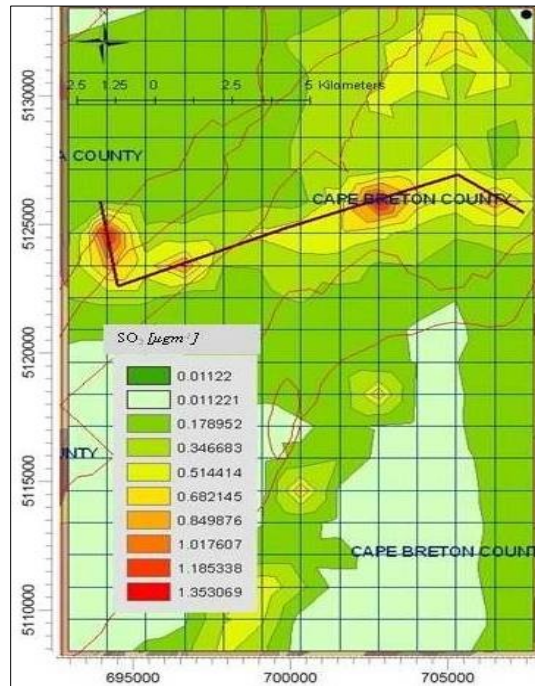 2.5 1.25 0 2.5 5 Kilometers
A COUNTY
CAPE BRETON COUNTY
SO₂ [µgm⁻³]
0.01122
0.011221
0.178952
0.346683
0.514414
0.682145
0.849876
1.017607
1.185338
1.353069
UNTY
CAPE BRETON COUNT
5130000
5125000
5120000
5115000
5110000
695000 700000 705000